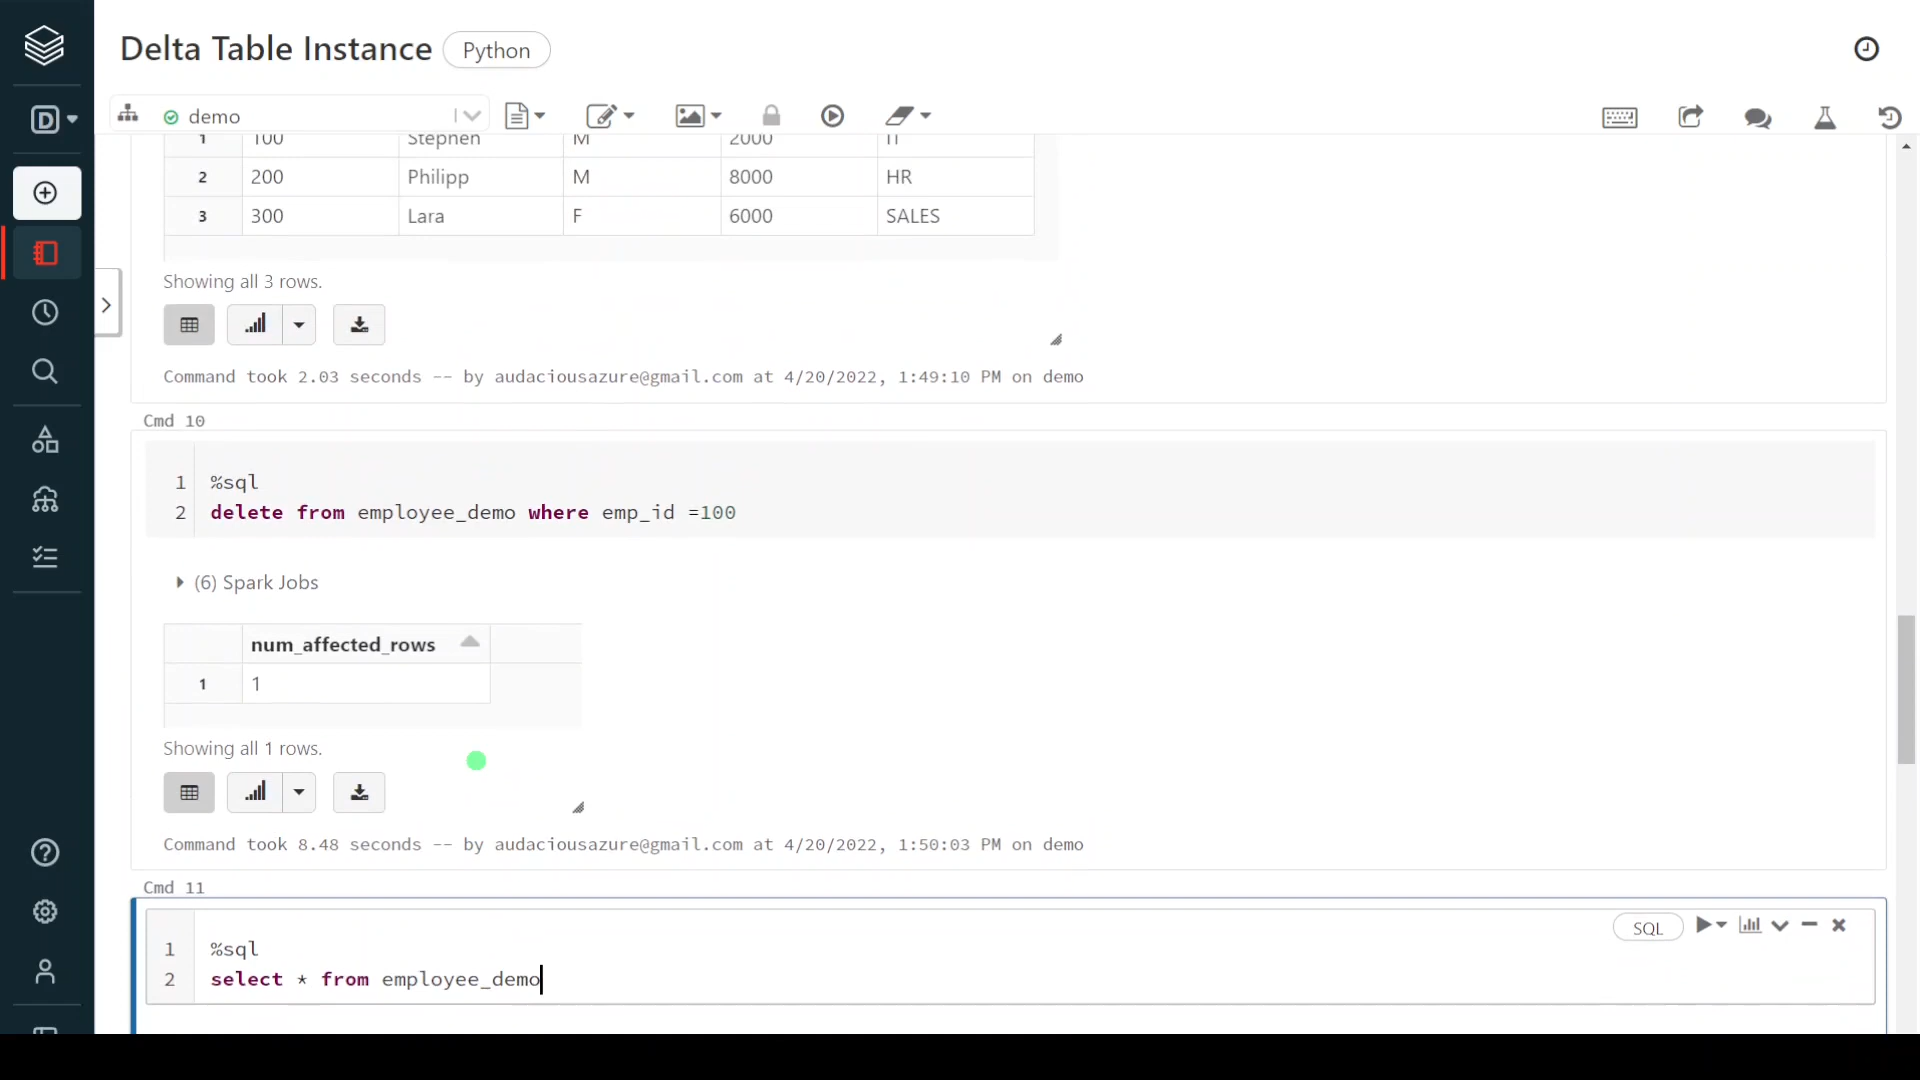 Delta Table Instance Python
demo
1 100 Stephen M 2000 IT
2 200 Philipp M 8000 HR
3 300 Lara F 6000 SALES
Showing all 3 rows.
Command took 2.03 seconds -- by audaciousazure@gmail.com at 4/20/2022, 1:49:10 PM on demo
Cmd 10
1 %sql
2 delete from employee_demo where emp_id =100
(6) Spark Jobs
num_affected_rows
1 1
Showing all 1 rows.
Command took 8.48 seconds -- by audaciousazure@gmail.com at 4/20/2022, 1:50:03 PM on demo
Cmd 11
SQL
1 %sql
2 select * from employee_demo